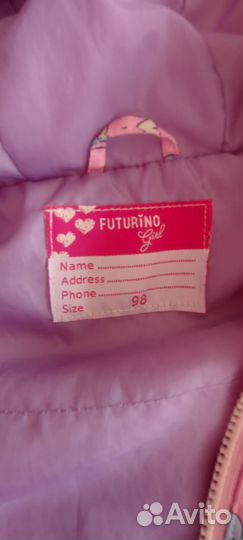 FUTURINO
Girl
Name
Address
Phone
Size 98
Avito